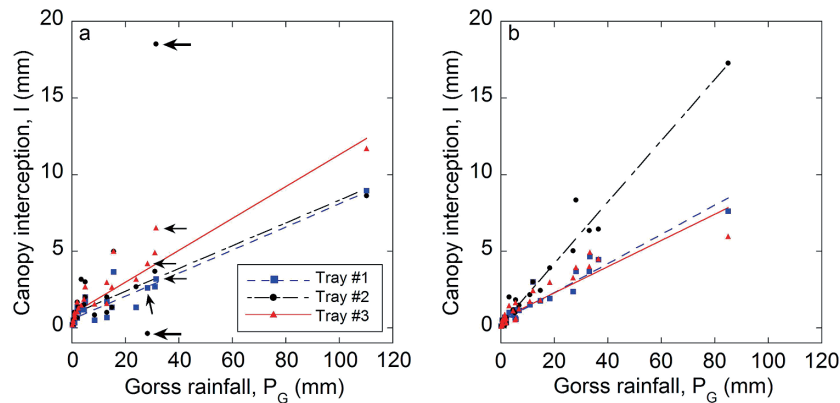 a
Canopy interception, I (mm)
20
15
10
5
0
0 20 40 60 80 100 120
Gorss rainfall, P_G (mm)
Tray #1
Tray #2
Tray #3
b
Canopy interception, I (mm)
20
15
10
5
0
0 20 40 60 80 100 120
Gorss rainfall, P_G (mm)